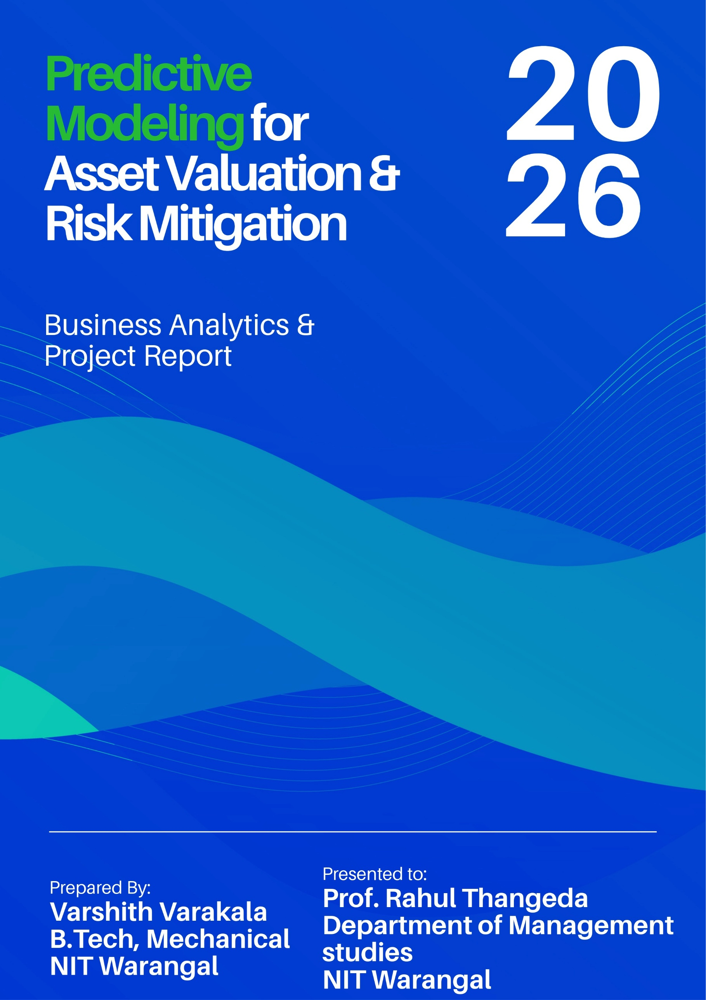 Predictive
Modeling for
Asset Valuation &
Risk Mitigation
20
26
Business Analytics &
Project Report
Prepared By:
Varshith Varakala
B.Tech, Mechanical
NIT Warangal
Presented to:
Prof. Rahul Thangeda
Department of Management
studies
NIT Warangal